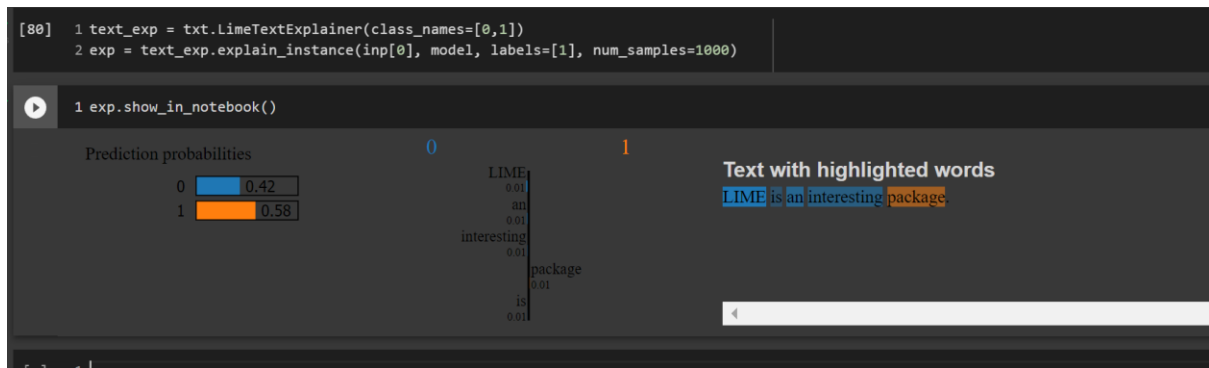 [80] 1 text_exp = txt.LimeTextExplainer(class_names=[0,1])
2 exp = text_exp.explain_instance(inp[0], model, labels=[1], num_samples=1000)
1 exp.show_in_notebook()
Prediction probabilities
0 0.42
1 0.58
0 1
LIME
0.01
an
0.01
interesting
0.01
package
0.01
is
0.01
Text with highlighted words
LIME is an interesting package.